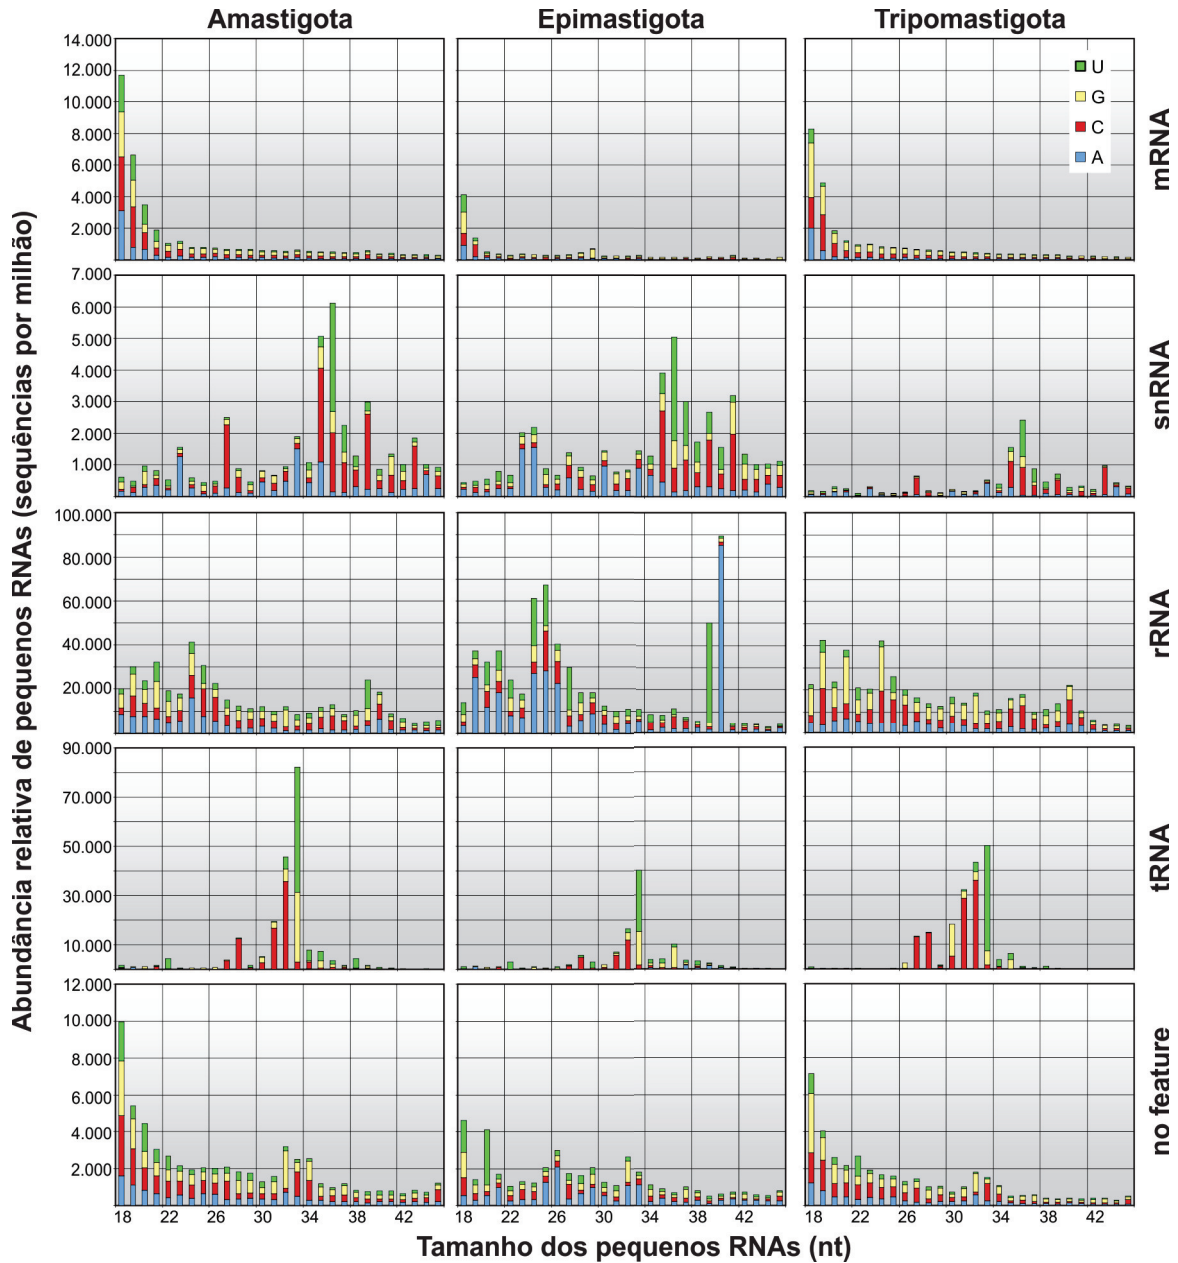 Amastigota Epimastigota Tripomastigota
14.000
12.000
10.000
8.000
6.000
4.000
2.000
U
G
C
A
mRNA
7.000
6.000
5.000
4.000
3.000
2.000
1.000
snRNA
Abundância relativa de pequenos RNAs (sequências por milhão)
100.000
80.000
60.000
40.000
20.000
rRNA
90.000
70.000
50.000
30.000
10.000
tRNA
12.000
10.000
8.000
6.000
4.000
2.000
no feature
18 22 26 30 34 38 42 18 22 26 30 34 38 42 18 22 26 30 34 38 42
Tamanho dos pequenos RNAs (nt)